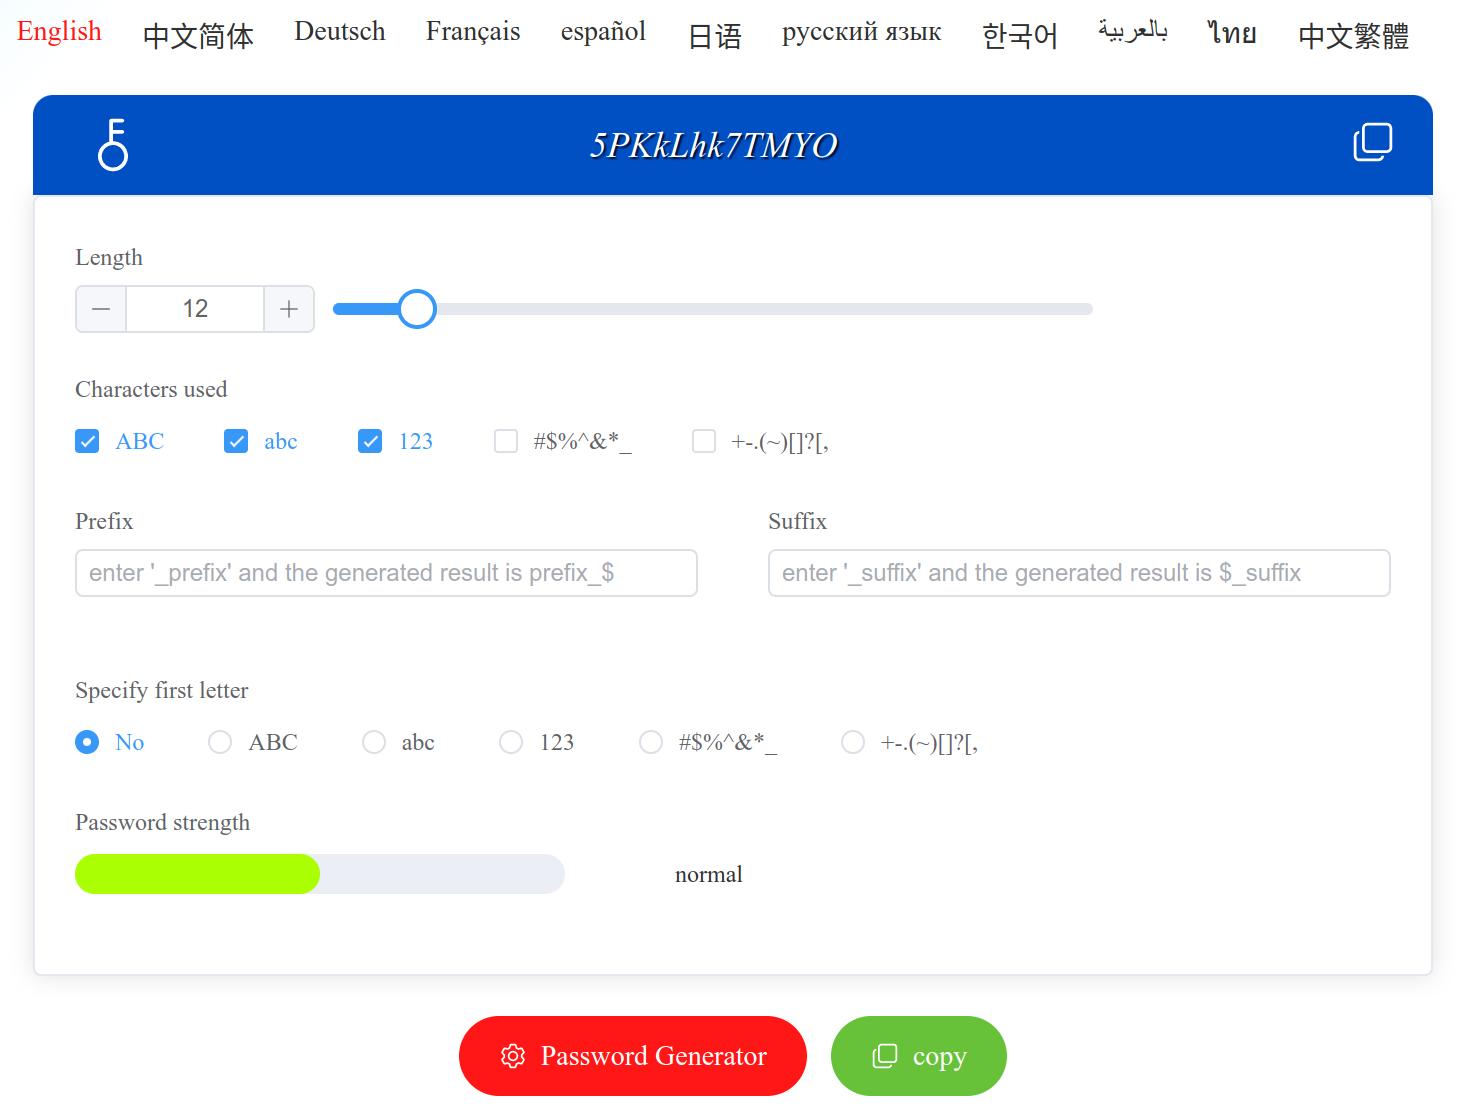 English 中文简体 Deutsch Français español 日语 русский язык 한국어 بالعربية ไทย 中文繁體
5PKkLhk7TMYO
Length
12
Characters used
ABC abc 123 #$%^&*_ +-.(~)[]?[,
Prefix Suffix
enter '_prefix' and the generated result is prefix_$ enter '_suffix' and the generated result is $_suffix
Specify first letter
No ABC abc 123 #$%^&*_ +-.(~)[]?[,
Password strength
normal
Password Generator copy